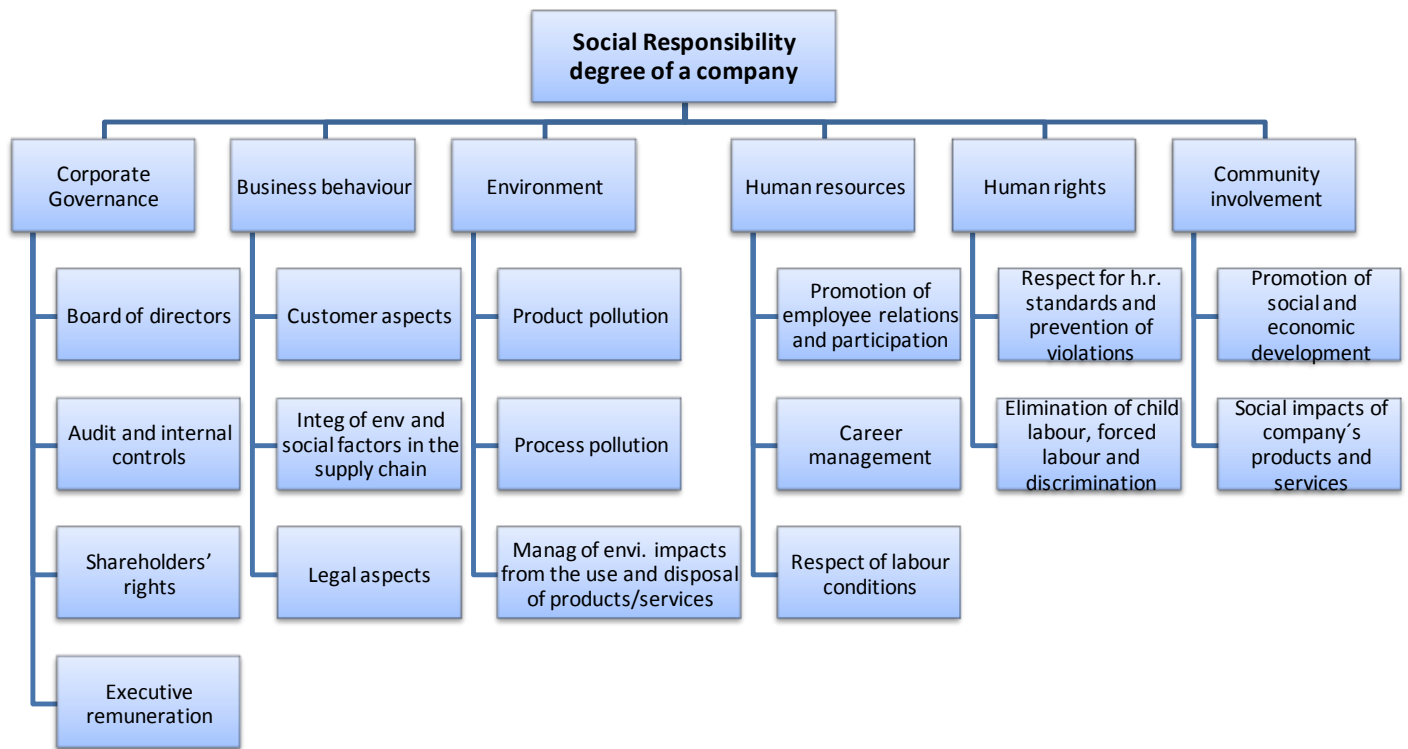 Social Responsibility
degree of a company
Corporate
Governance
Business behaviour
Environment
Human resources
Human rights
Community
involvement
Board of directors
Customer aspects
Product pollution
Promotion of
employee relations
and participation
Respect for h.r.
standards and
prevention of
violations
Promotion of
social and
economic
development
Audit and internal
controls
Integ of env and
social factors in the
supply chain
Process pollution
Career
management
Elimination of child
labour, forced
labour and
discrimination
Social impacts of
company´s
products and
services
Shareholders’
rights
Legal aspects
Manag of envi. impacts
from the use and disposal
of products/services
Respect of labour
conditions
Executive
remuneration